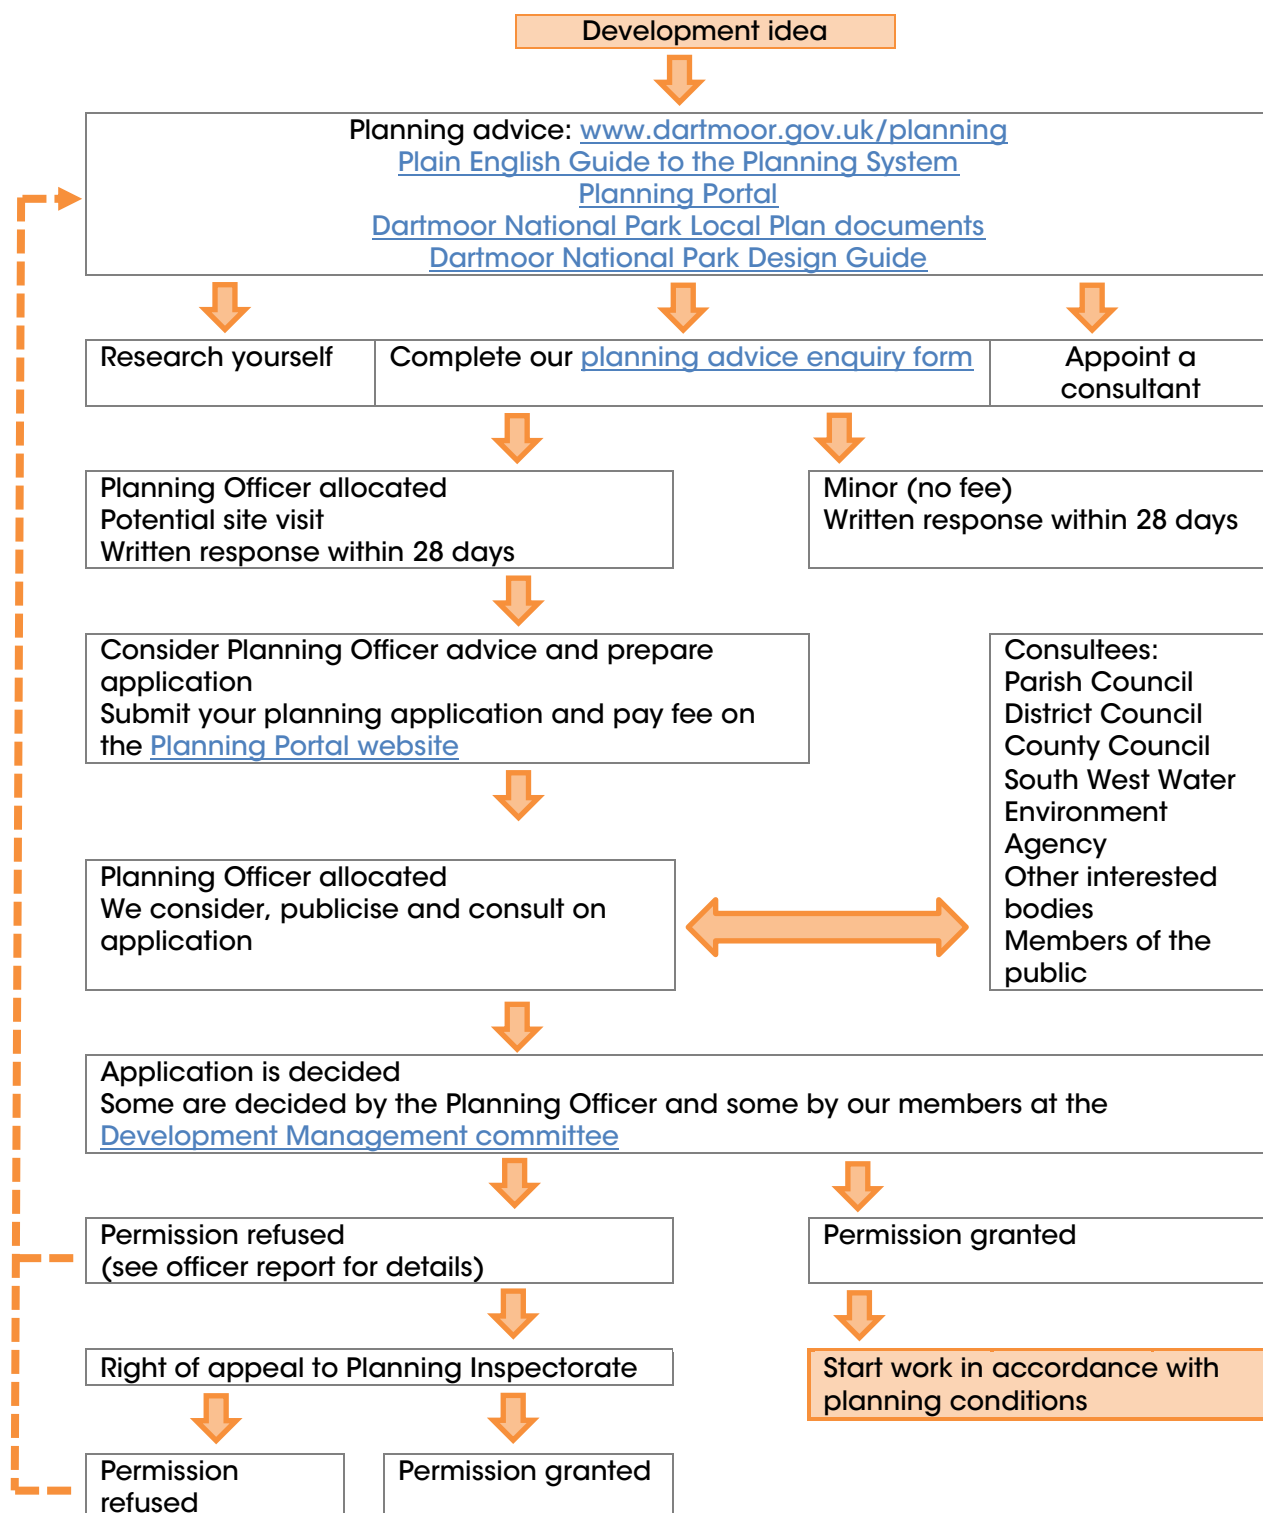 Development idea
Planning advice: www.dartmoor.gov.uk/planning
Plain English Guide to the Planning System
Planning Portal
Dartmoor National Park Local Plan documents
Dartmoor National Park Design Guide
Research yourself
Complete our planning advice enquiry form
Appoint a
consultant
Planning Officer allocated
Potential site visit
Written response within 28 days
Minor (no fee)
Written response within 28 days
Consider Planning Officer advice and prepare
application
Submit your planning application and pay fee on
the Planning Portal website
Consultees:
Parish Council
District Council
County Council
South West Water
Environment
Agency
Other interested
bodies
Members of the
public
Planning Officer allocated
We consider, publicise and consult on
application
Application is decided
Some are decided by the Planning Officer and some by our members at the
Development Management committee
Permission refused
(see officer report for details)
Permission granted
Right of appeal to Planning Inspectorate
Start work in accordance with
planning conditions
Permission
refused
Permission granted